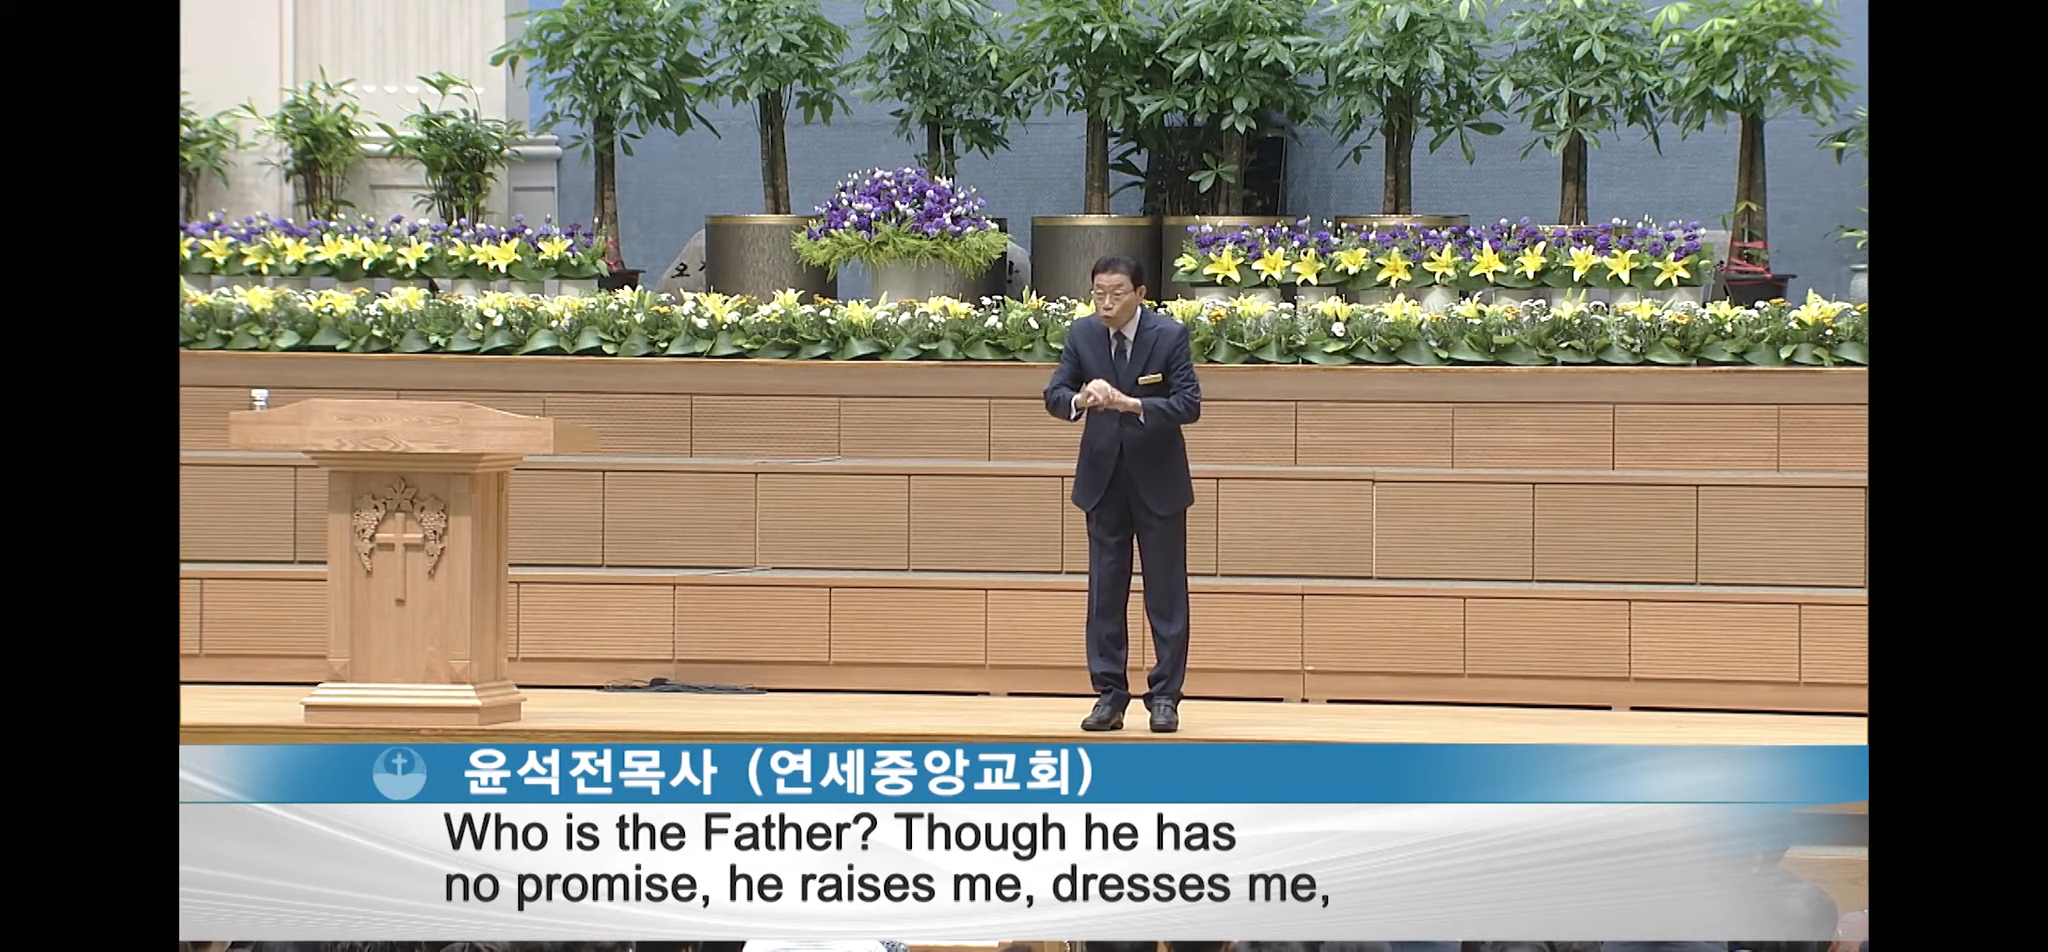 윤석전목사 (연세중앙교회)
Who is the Father? Though he has
no promise, he raises me, dresses me,